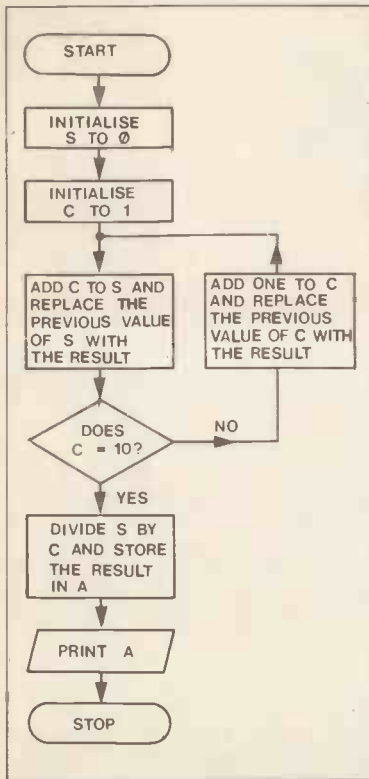 START
INITIALISE
S TO Ø
INITIALISE
C TO 1
ADD C TO S AND
REPLACE THE
PREVIOUS VALUE
OF S WITH
THE RESULT
ADD ONE TO C
AND REPLACE
THE PREVIOUS
VALUE OF C WITH
THE RESULT
DOES
C = 10?
NO
YES
DIVIDE S BY
C AND STORE
THE RESULT
IN A
PRINT A
STOP